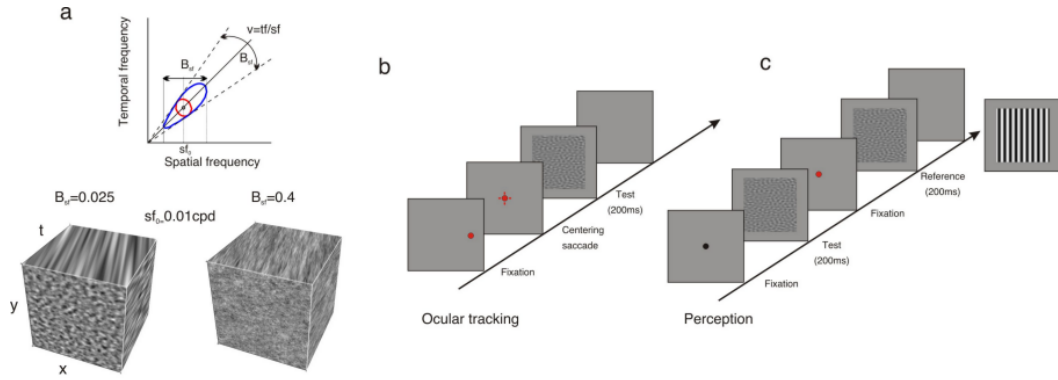 a
v=tf/sf
B_sf
B_sf
Temporal frequency
sf_0
Spatial frequency
B_sf=0.025
B_sf=0.4
sf_0=0.01cpd
t
y
x
b
Test
(200ms)
Centering
saccade
Fixation
Ocular tracking
c
Reference
(200ms)
Fixation
Test
(200ms)
Fixation
Perception